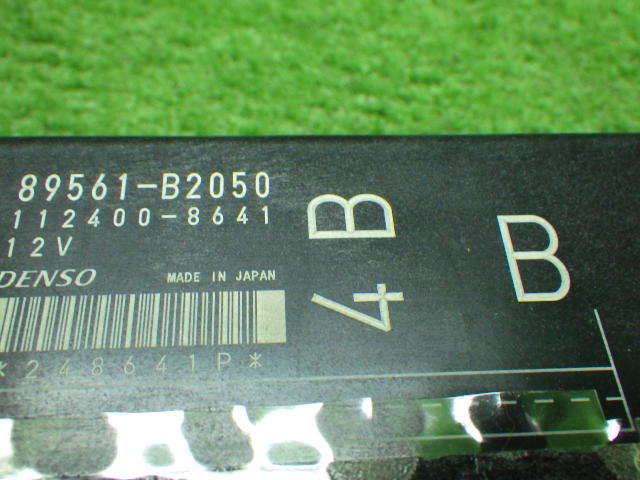 89561-B2050
112400-8641
12V
DENSO MADE IN JAPAN
*248641P*
4B
B